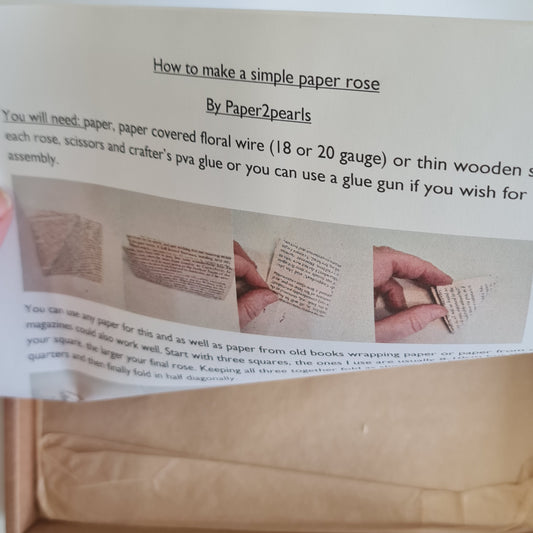 How to make a simple paper rose
By Paper2pearls
You will need: paper, paper covered floral wire (18 or 20 gauge) or thin wooden s
each rose, scissors and crafter's pva glue or you can use a glue gun if you wish for
assembly.
You can use any paper for this and as well as paper from old books wrapping paper or paper from
magazines could also work well. Start with three squares, the ones I use are usually
your square the larger your final rose. Keeping all three together fold
quarters and then finally fold in half diagonally